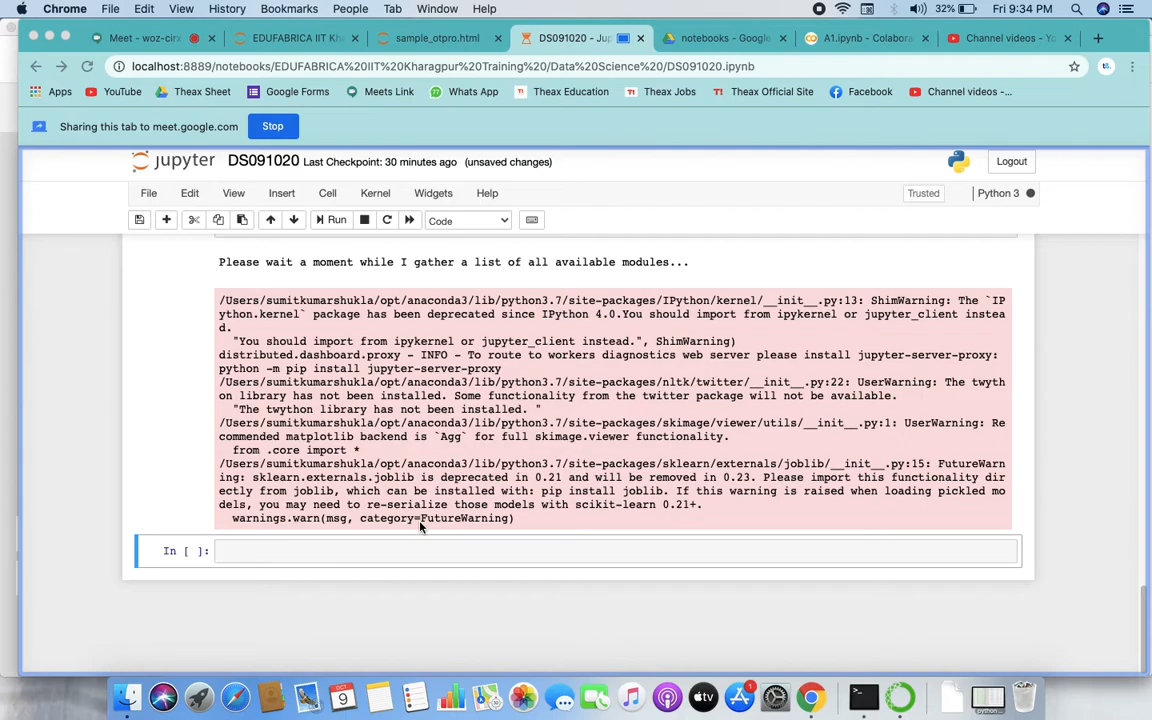 Chrome File Edit View History Bookmarks People Tab Window Help 32% Fri 9:34 PM
Meet - woz-cirx EDUFABRICA IIT Kha sample_otpro.html DS091020 - Jup notebooks - Google A1.ipynb - Colabora Channel videos - Yo
localhost:8889/notebooks/EDUFABRICA%20IIT%20Kharagpur%20Training%20/Data%20Science%20/DS091020.ipynb
Apps YouTube Theax Sheet Google Forms Meets Link Whats App Theax Education Theax Jobs Theax Official Site Facebook Channel videos -...
Sharing this tab to meet.google.com Stop
jupyter DS091020 Last Checkpoint: 30 minutes ago (unsaved changes) Logout
File Edit View Insert Cell Kernel Widgets Help Trusted Python 3
Run Code
Please wait a moment while I gather a list of all available modules...
/Users/sumitkumarshukla/opt/anaconda3/lib/python3.7/site-packages/IPython/kernel/__init__.py:13: ShimWarning: The `IP
ython.kernel` package has been deprecated since IPython 4.0.You should import from ipykernel or jupyter_client instea
d.
"You should import from ipykernel or jupyter_client instead.", ShimWarning)
distributed.dashboard.proxy - INFO - To route to workers diagnostics web server please install jupyter-server-proxy:
python -m pip install jupyter-server-proxy
/Users/sumitkumarshukla/opt/anaconda3/lib/python3.7/site-packages/nltk/twitter/__init__.py:22: UserWarning: The twyth
on library has not been installed. Some functionality from the twitter package will not be available.
"The twython library has not been installed. "
/Users/sumitkumarshukla/opt/anaconda3/lib/python3.7/site-packages/skimage/viewer/utils/__init__.py:1: UserWarning: Re
commended matplotlib backend is `Agg` for full skimage.viewer functionality.
from .core import *
/Users/sumitkumarshukla/opt/anaconda3/lib/python3.7/site-packages/sklearn/externals/joblib/__init__.py:15: FutureWarn
ing: sklearn.externals.joblib is deprecated in 0.21 and will be removed in 0.23. Please import this functionality dir
ectly from joblib, which can be installed with: pip install joblib. If this warning is raised when loading pickled mo
dels, you may need to re-serialize those models with scikit-learn 0.21+.
warnings.warn(msg, category=FutureWarning)
In [ ]:
OCT
9
tv
1